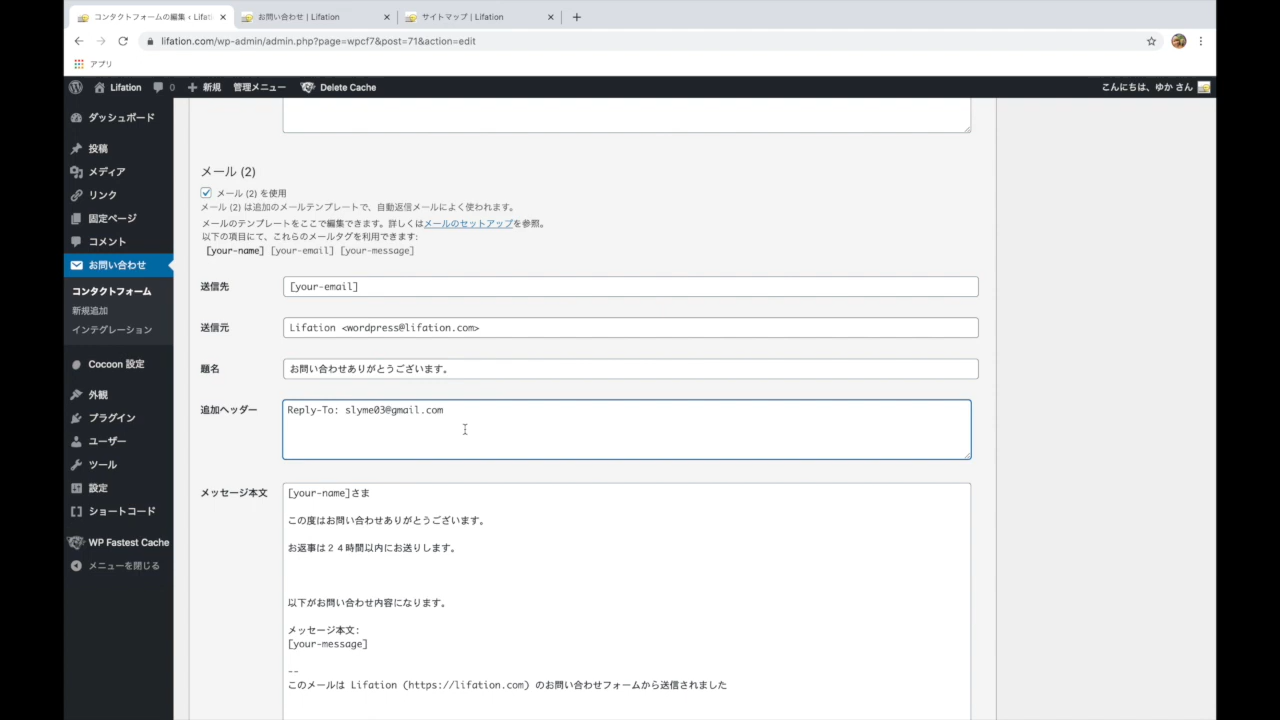 コンタクトフォームの編集 ‹ Lifati
お問い合わせ | Lifation
サイトマップ | Lifation
lifation.com/wp-admin/admin.php?page=wpcf7&post=71&action=edit
アプリ
Lifation 0 新規 管理メニュー Delete Cache
こんにちは、ゆか さん
ダッシュボード
投稿
メディア
リンク
固定ページ
コメント
お問い合わせ
コンタクトフォーム
新規追加
インテグレーション
Cocoon 設定
外観
プラグイン
ユーザー
ツール
設定
ショートコード
WP Fastest Cache
メニューを閉じる
メール (2)
メール (2) を使用
メール (2) は追加のメールテンプレートで、自動返信メールによく使われます。
メールのテンプレートをここで編集できます。詳しくはメールのセットアップを参照。
以下の項目にて、これらのメールタグを利用できます:
[your-name] [your-email] [your-message]
送信先 [your-email]
送信元 Lifation <wordpress@lifation.com>
題名 お問い合わせありがとうございます。
追加ヘッダー Reply-To: slyme03@gmail.com
メッセージ本文 [your-name]さま
この度はお問い合わせありがとうございます。
お返事は２４時間以内にお送りします。
以下がお問い合わせ内容になります。
メッセージ本文:
[your-message]
--
このメールは Lifation (https://lifation.com) のお問い合わせフォームから送信されました